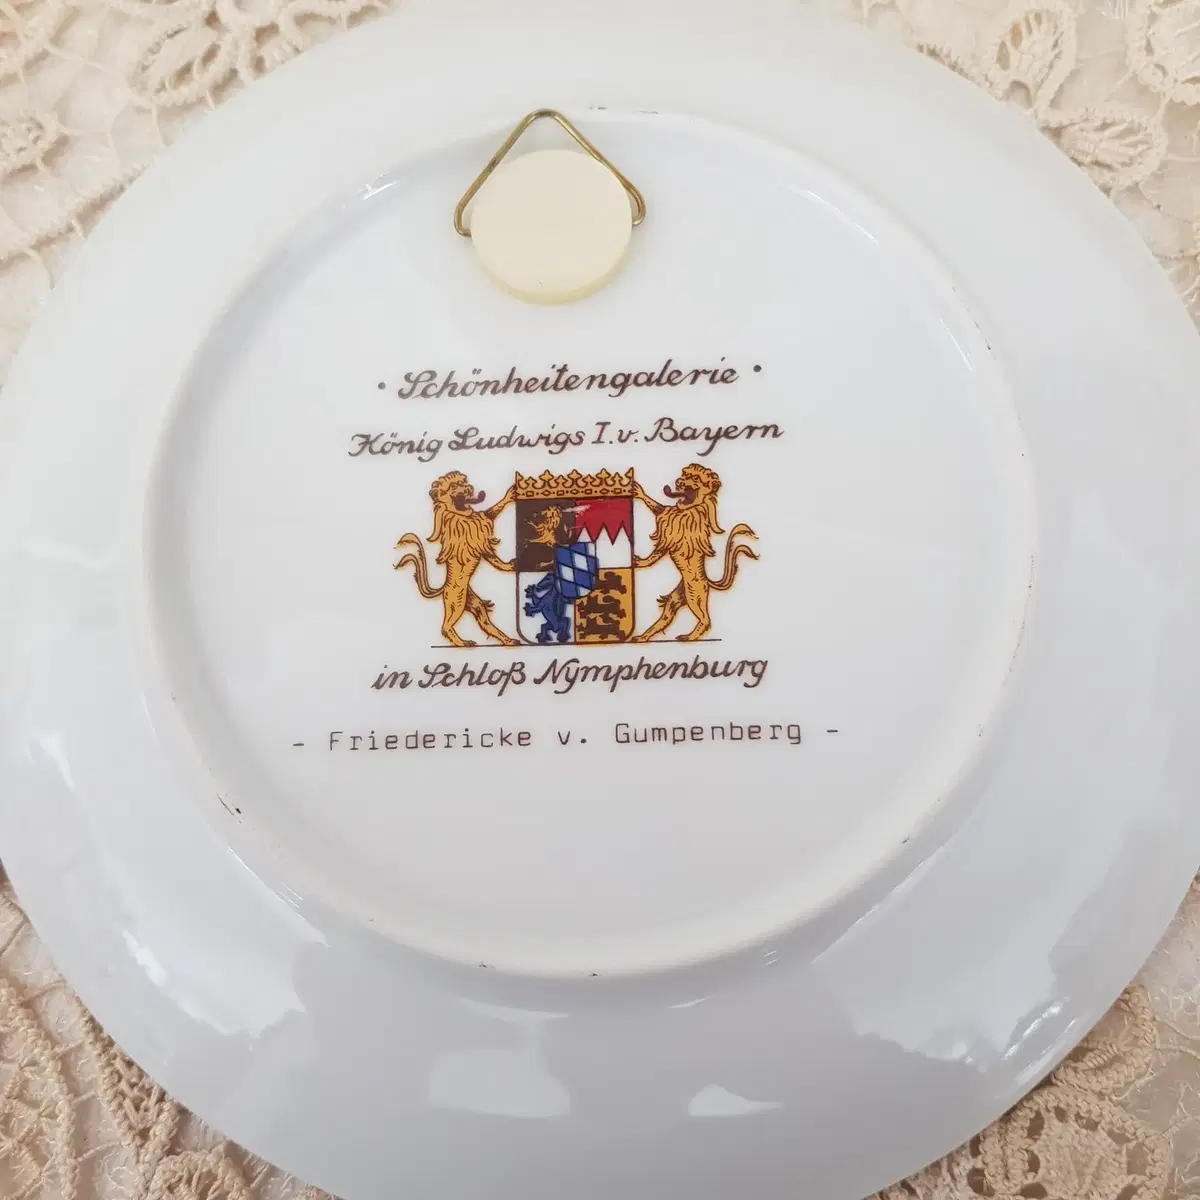 · Schönheitengalerie ·
König Ludwigs I. v. Bayern
in Schloß Nymphenburg
- Friedericke v. Gumpenberg -